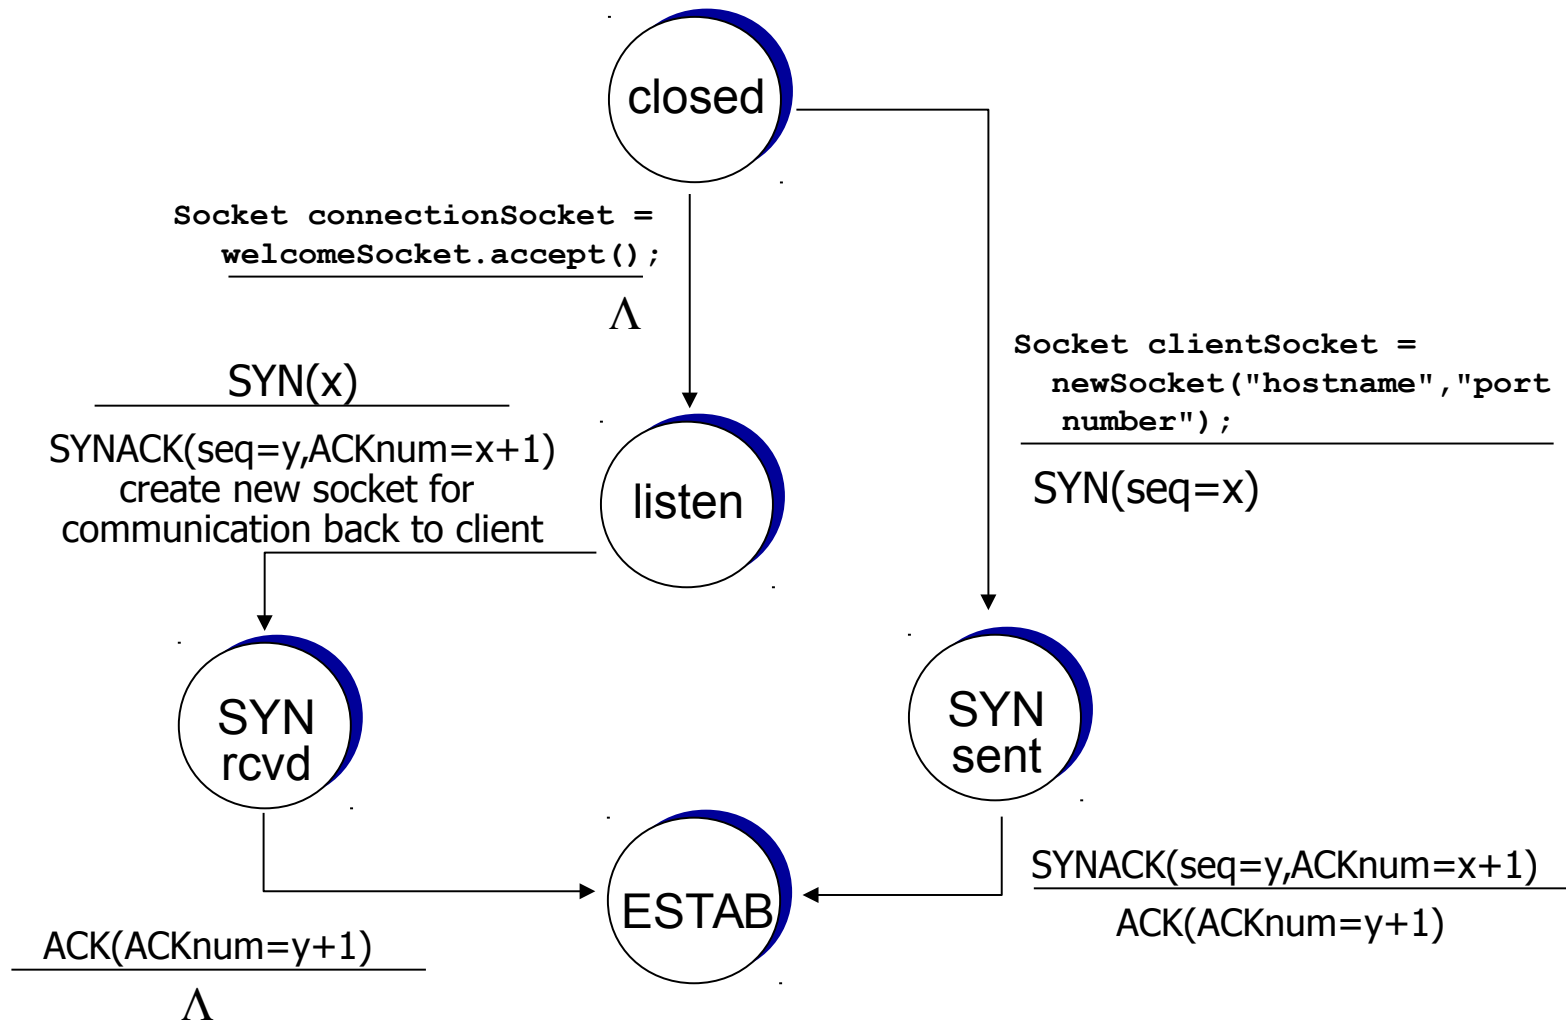 closed
Socket connectionSocket =
welcomeSocket.accept();
Λ
Socket clientSocket =
newSocket("hostname","port
number");
SYN(seq=x)
SYN(x)
SYNACK(seq=y,ACKnum=x+1)
create new socket for
communication back to client
listen
SYN
rcvd
SYN
sent
ESTAB
SYNACK(seq=y,ACKnum=x+1)
ACK(ACKnum=y+1)
ACK(ACKnum=y+1)
Λ